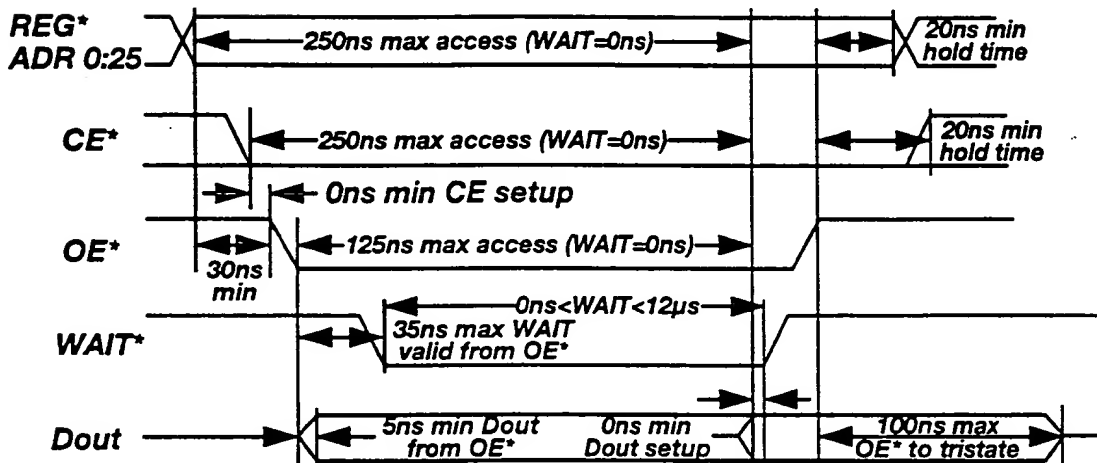 REG*
ADR 0:25
250ns max access (WAIT=0ns)
20ns min
hold time
CE*
250ns max access (WAIT=0ns)
20ns min
hold time
0ns min CE setup
OE*
125ns max access (WAIT=0ns)
30ns
min
0ns<WAIT<12µs
WAIT*
35ns max WAIT
valid from OE*
Dout
5ns min Dout
from OE*
0ns min
Dout setup
100ns max
OE* to tristate